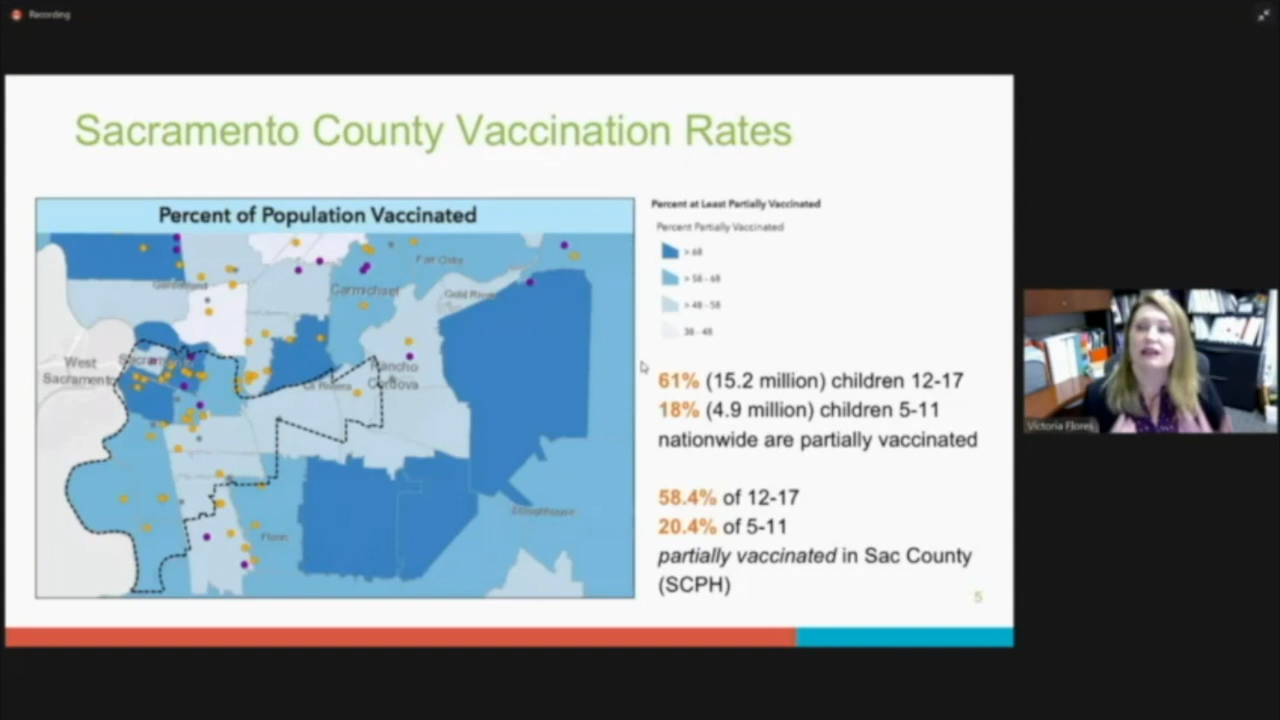 Recording
Sacramento County Vaccination Rates
Percent of Population Vaccinated
Percent at Least Partially Vaccinated
Percent Partially Vaccinated
> 68
> 58 - 68
> 48 - 58
38 - 48
Fair Oaks
Carmichael
Gold River
West
Sacramento
Sacramento
Rancho
Cordova
La Riviera
Florin
61% (15.2 million) children 12-17
18% (4.9 million) children 5-11
nationwide are partially vaccinated
58.4% of 12-17
20.4% of 5-11
partially vaccinated in Sac County
(SCPH)
5
Victoria Flores